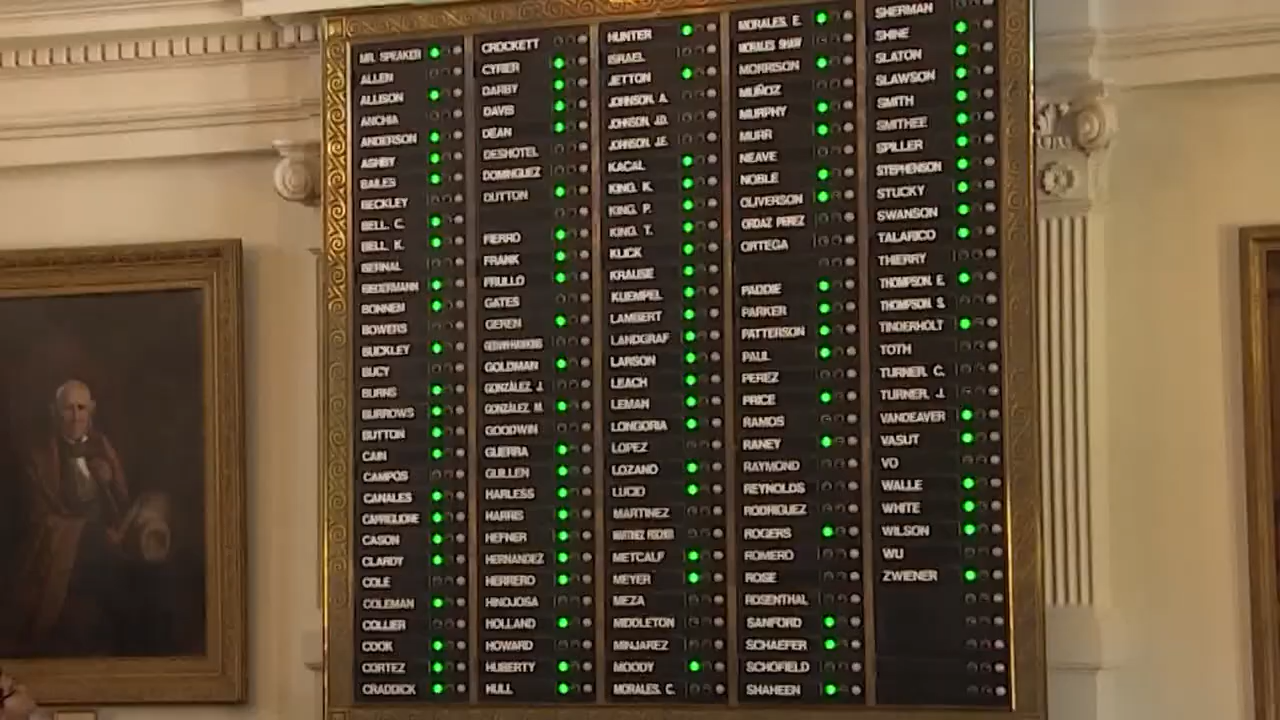 MR. SPEAKER
ALLEN
ALLISON
ANCHIA
ANDERSON
ASHBY
BAILES
BECKLEY
BELL, C.
BELL, K.
BERNAL
BIEDERMANN
BONNEN
BOWERS
BUCKLEY
BUCY
BURNS
BURROWS
BUTTON
CAIN
CAMPOS
CANALES
CAPRIGLIONE
CASON
CLARDY
COLE
COLEMAN
COLLIER
COOK
CORTEZ
CRADDICK
CROCKETT
CYRIER
DARBY
DAVIS
DEAN
DESHOTEL
DOMINGUEZ
DUTTON
FIERRO
FRANK
FRULLO
GATES
GEREN
GERVIN-HAWKINS
GOLDMAN
GONZÁLEZ, J.
GONZÁLEZ, M.
GOODWIN
GUERRA
GUILLEN
HARLESS
HARRIS
HEFNER
HERNANDEZ
HERRERO
HINOJOSA
HOLLAND
HOWARD
HUBERTY
HULL
HUNTER
ISRAEL
JETTON
JOHNSON, A.
JOHNSON, J.D.
JOHNSON, J.E.
KACAL
KING, K.
KING, P.
KING, T.
KLICK
KRAUSE
KUEMPEL
LAMBERT
LANDGRAF
LARSON
LEACH
LEMAN
LONGORIA
LOPEZ
LOZANO
LUCIO
MARTINEZ
MARTINEZ FISCHER
METCALF
MEYER
MEZA
MIDDLETON
MINJAREZ
MOODY
MORALES, C.
MORALES, E.
MORALES SHAW
MORRISON
MUÑOZ
MURPHY
MURR
NEAVE
NOBLE
OLIVERSON
ORDAZ PEREZ
ORTEGA
PADDIE
PARKER
PATTERSON
PAUL
PEREZ
PRICE
RAMOS
RANEY
RAYMOND
REYNOLDS
RODRIGUEZ
ROGERS
ROMERO
ROSE
ROSENTHAL
SANFORD
SCHAEFER
SCHOFIELD
SHAHEEN
SHERMAN
SHINE
SLATON
SLAWSON
SMITH
SMITHEE
SPILLER
STEPHENSON
STUCKY
SWANSON
TALARICO
THIERRY
THOMPSON, E.
THOMPSON, S.
TINDERHOLT
TOTH
TURNER, C.
TURNER, J.
VANDEAVER
VASUT
VO
WALLE
WHITE
WILSON
WU
ZWIENER